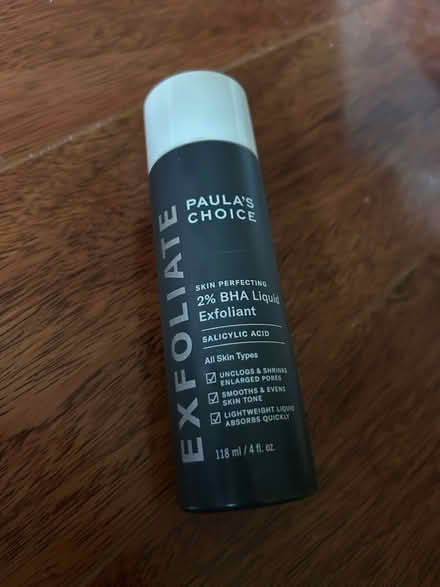 EXFOLIATE
PAULA'S
CHOICE
SKIN PERFECTING
2% BHA Liquid
Exfoliant
SALICYLIC ACID
All Skin Types
UNCLOGS & SHRINKS
ENLARGED PORES
SMOOTHS & EVENS
SKIN TONE
LIGHTWEIGHT LIQUID
ABSORBS QUICKLY
118 ml / 4 fl. oz.